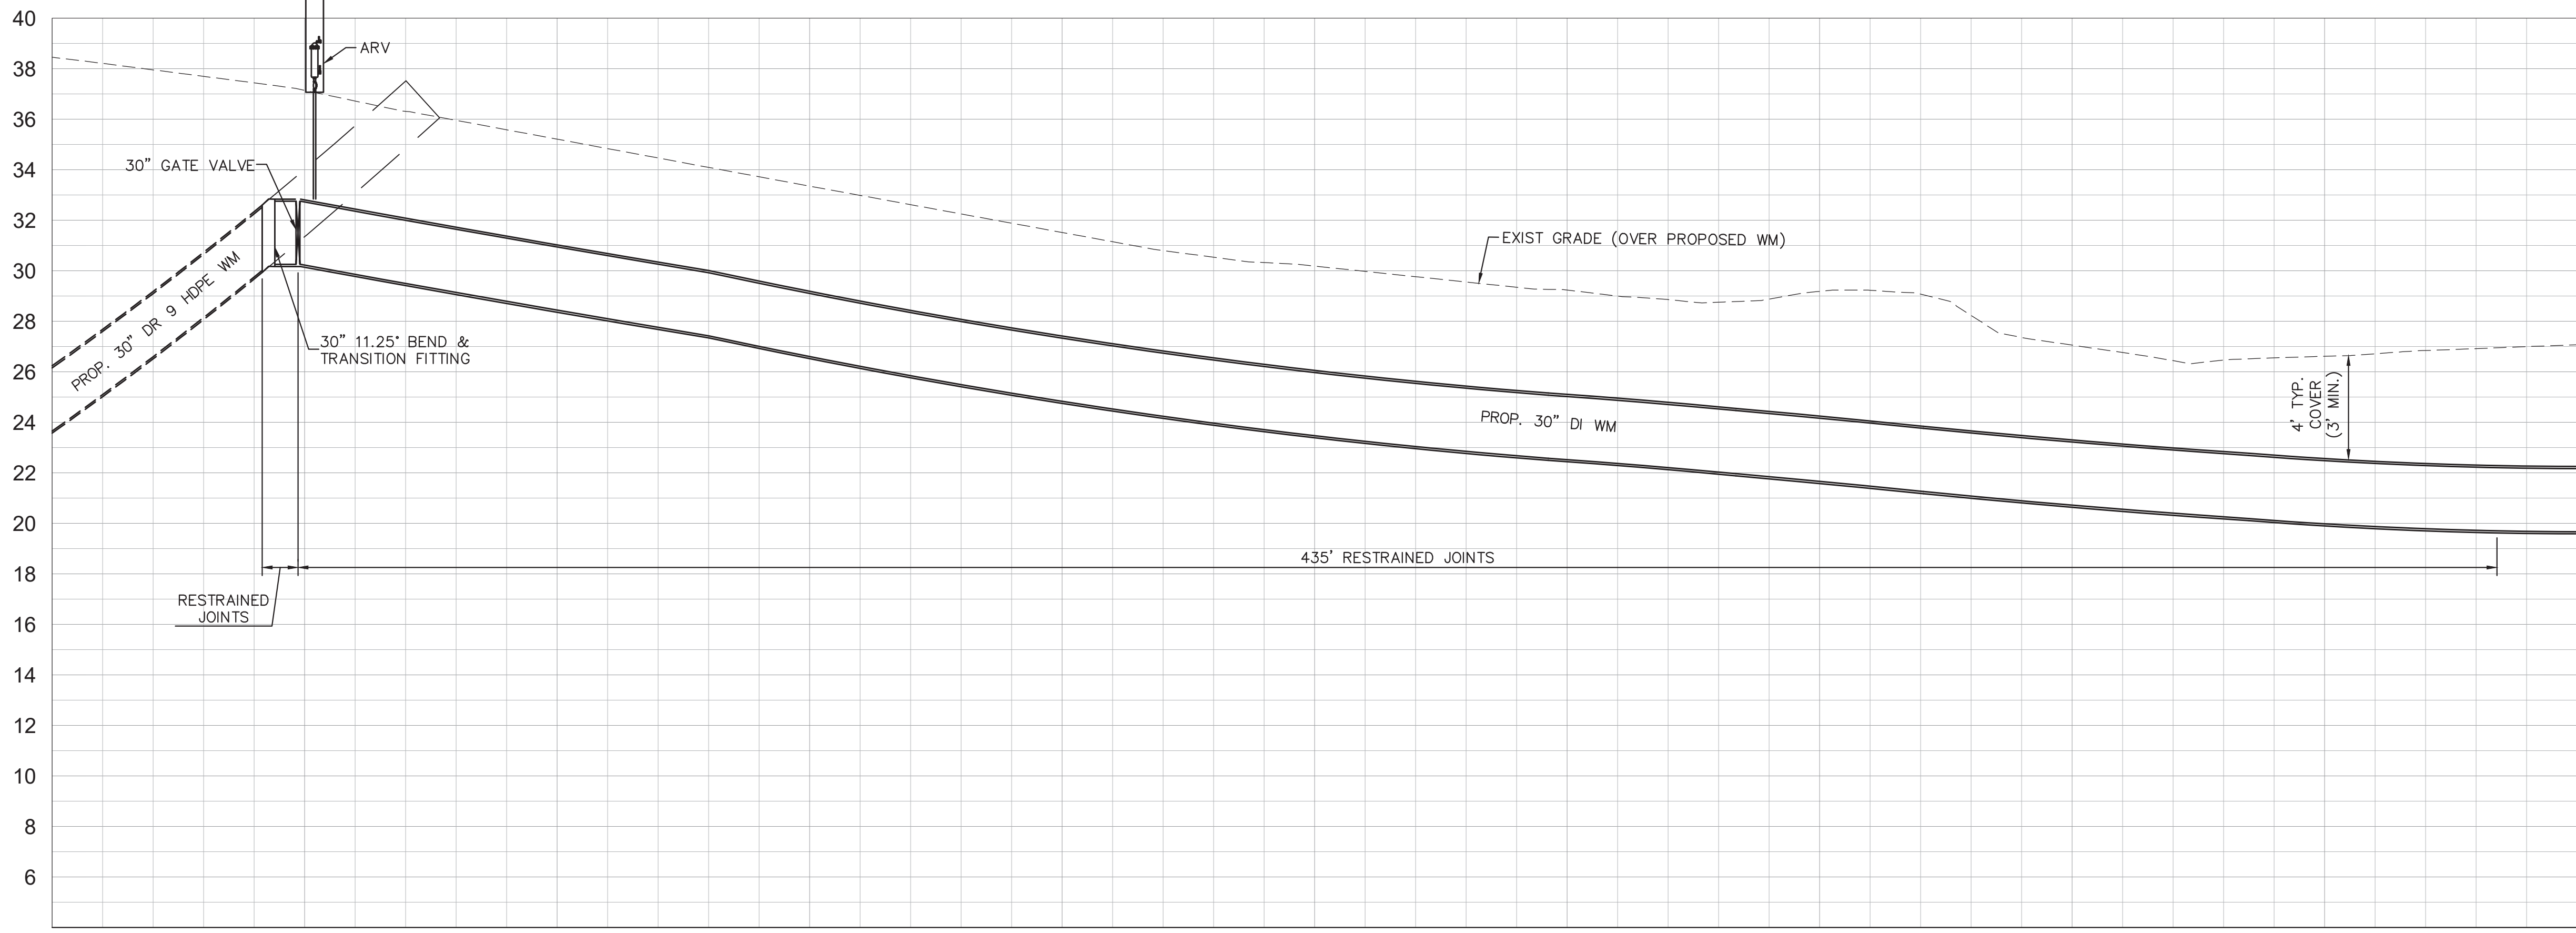 40
38
36
34
32
30
28
26
24
22
20
18
16
14
12
10
8
6
ARV
30” GATE VALVE
PROP. 30” DR 9 HDPE WM
30” 11.25° BEND &
TRANSITION FITTING
EXIST GRADE (OVER PROPOSED WM)
PROP. 30” DI WM
4’ TYP.
COVER
(3’ MIN.)
435’ RESTRAINED JOINTS
RESTRAINED
JOINTS